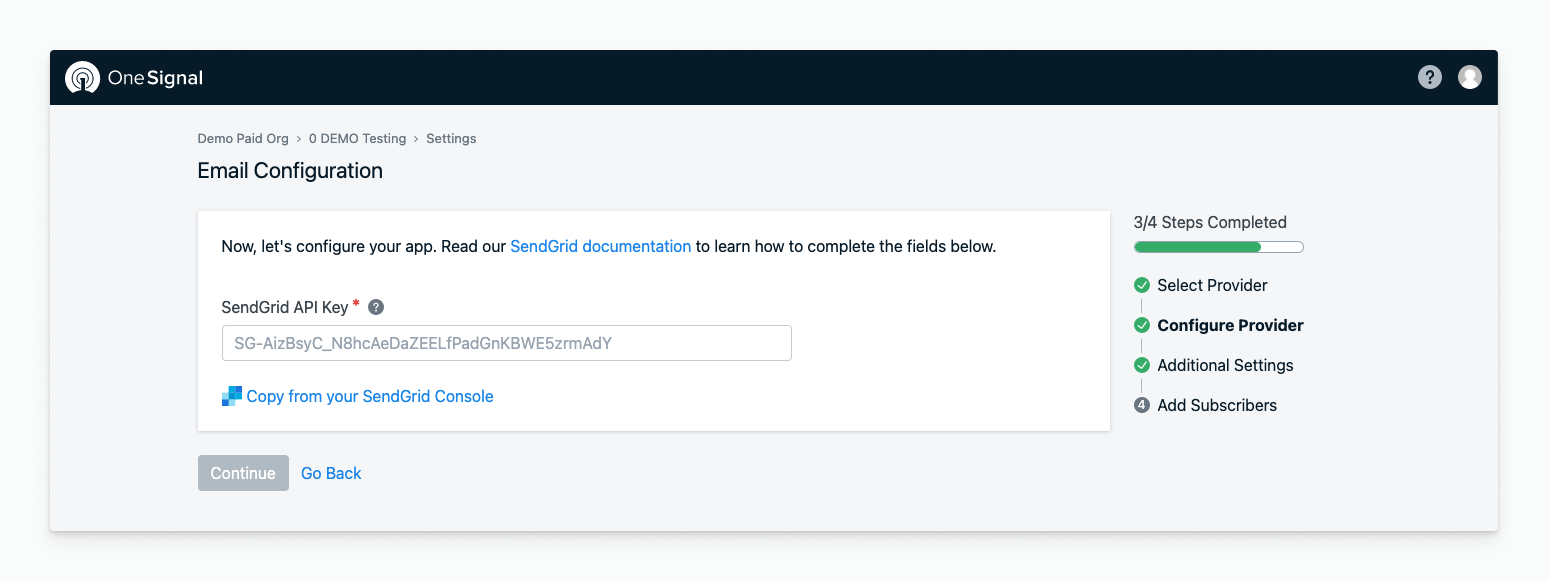 OneSignal
?
Demo Paid Org > 0 DEMO Testing > Settings
Email Configuration
Now, let's configure your app. Read our SendGrid documentation to learn how to complete the fields below.
SendGrid API Key * ?
SG-AizBsyC_N8hcAeDaZEELfPadGnKBWE5zrmAdY
Copy from your SendGrid Console
Continue
Go Back
3/4 Steps Completed
Select Provider
Configure Provider
Additional Settings
4 Add Subscribers